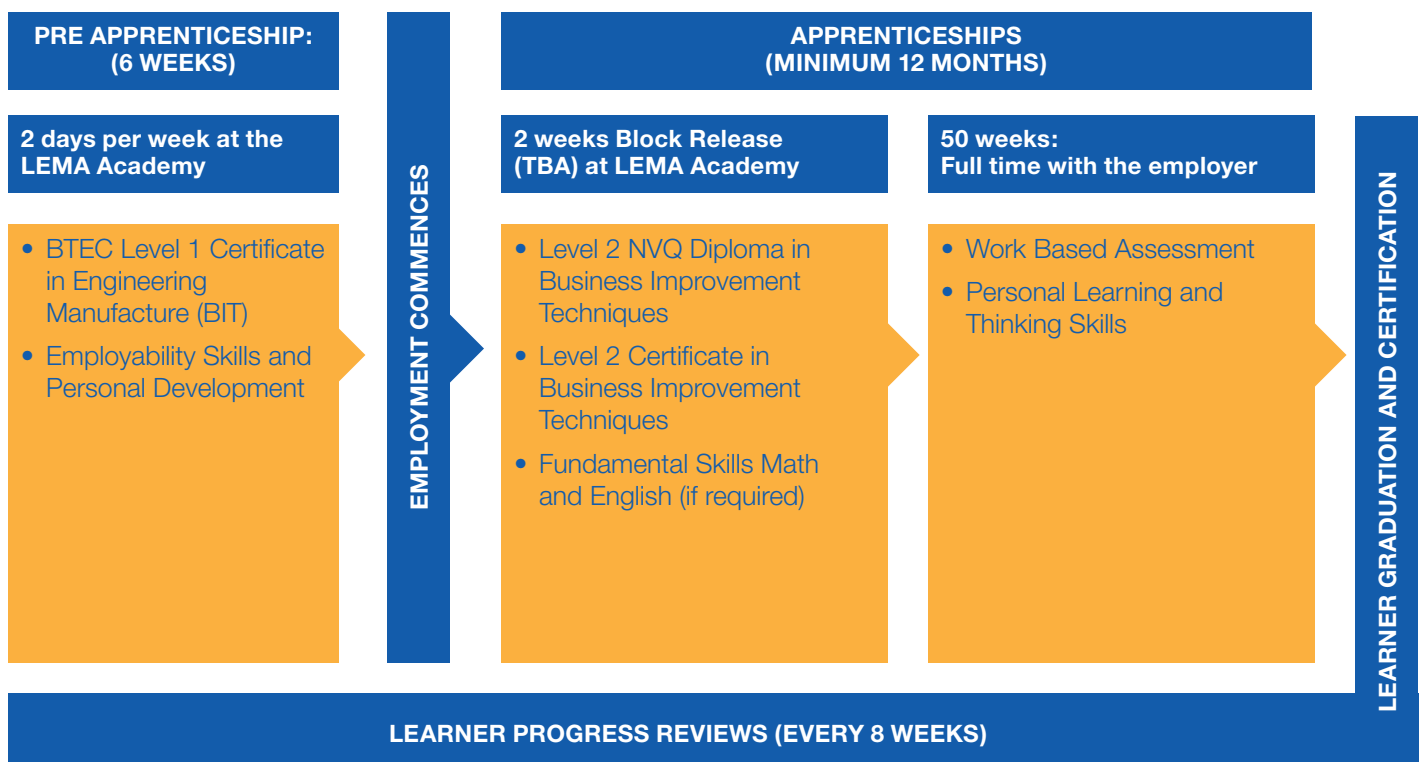 PRE APPRENTICESHIP:
(6 WEEKS)
2 days per week at the
LEMA Academy
• BTEC Level 1 Certificate
in Engineering
Manufacture (BIT)
• Employability Skills and
Personal Development
EMPLOYMENT COMMENCES
APPRENTICESHIPS
(MINIMUM 12 MONTHS)
2 weeks Block Release
(TBA) at LEMA Academy
• Level 2 NVQ Diploma in
Business Improvement
Techniques
• Level 2 Certificate in
Business Improvement
Techniques
• Fundamental Skills Math
and English (if required)
50 weeks:
Full time with the employer
• Work Based Assessment
• Personal Learning and
Thinking Skills
LEARNER GRADUATION AND CERTIFICATION
LEARNER PROGRESS REVIEWS (EVERY 8 WEEKS)